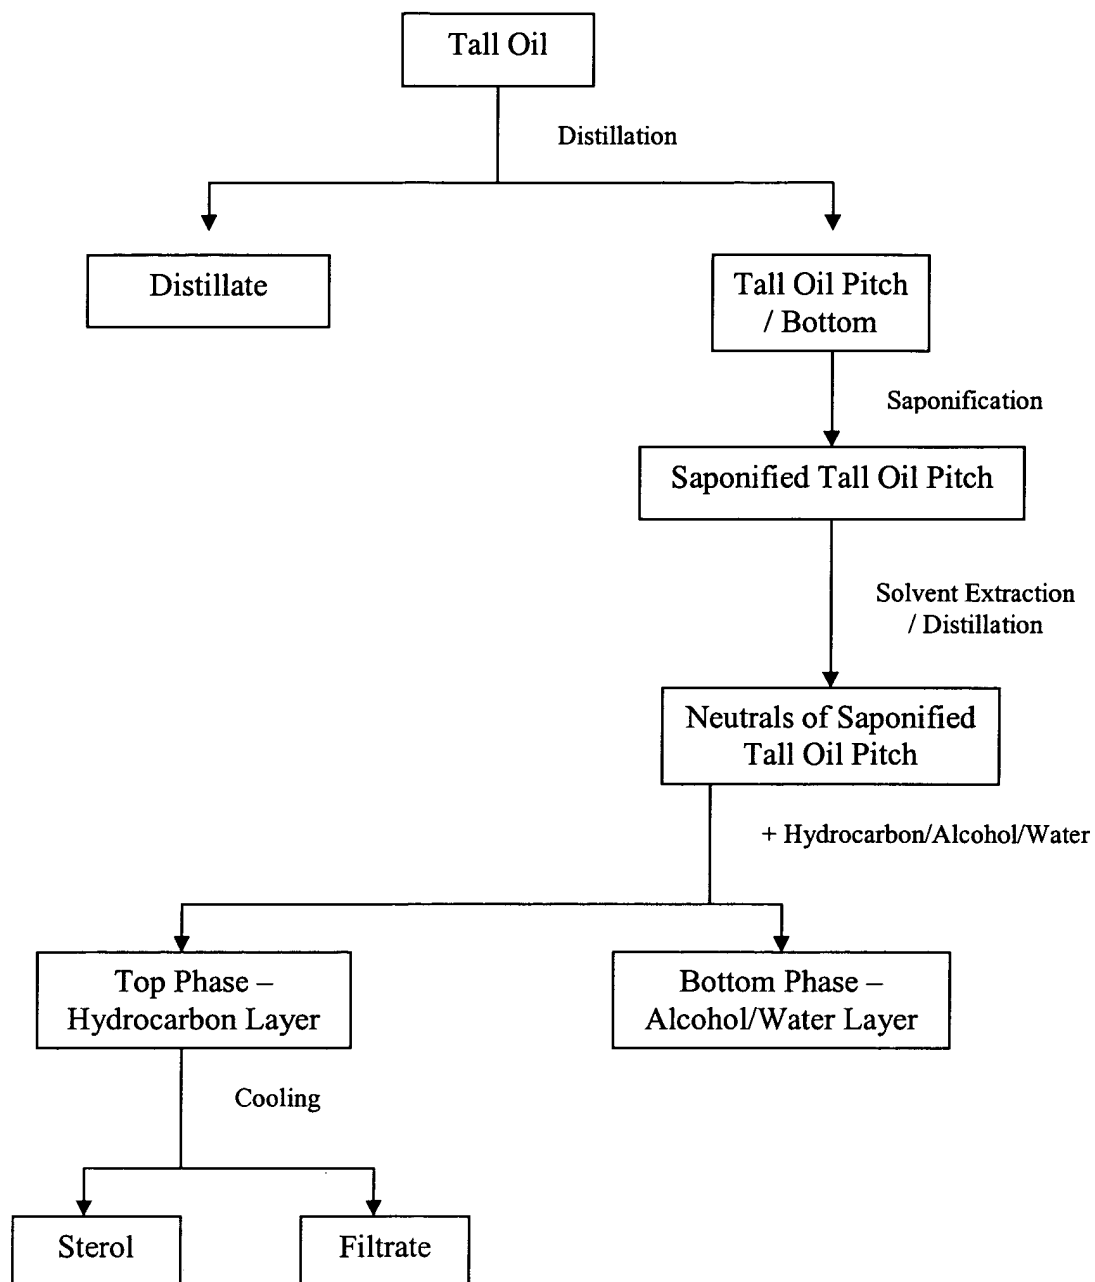 Tall Oil
Distillation
Distillate
Tall Oil Pitch
/ Bottom
Saponification
Saponified Tall Oil Pitch
Solvent Extraction
/ Distillation
Neutrals of Saponified
Tall Oil Pitch
+ Hydrocarbon/Alcohol/Water
Top Phase –
Hydrocarbon Layer
Bottom Phase –
Alcohol/Water Layer
Cooling
Sterol
Filtrate